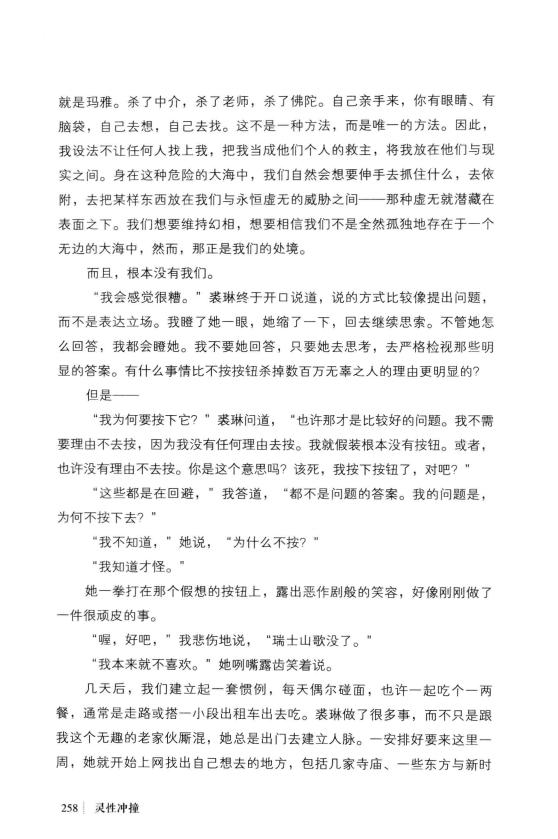 就是玛雅。杀了中介，杀了老师，杀了佛陀。自己亲手来，你有眼睛、有
脑袋，自己去想，自己去找。这不是一种方法，而是唯一的方法。因此，
我设法不让任何人找上我，把我当成他们个人的救主，将我放在他们与现
实之间。身在这种危险的大海中，我们自然会想要伸手去抓住什么，去依
附，去把某样东西放在我们与永恒虚无的威胁之间——那种虚无就潜藏在
表面之下。我们想要维持幻相，想要相信我们不是全然孤独地存在于一个
无边的大海中，然而，那正是我们的处境。
而且，根本没有我们。
“我会感觉很糟。”裘琳终于开口说道，说的方式比较像提出问题，
而不是表达立场。我瞪了她一眼，她缩了一下，回去继续思索。不管她怎
么回答，我都会瞪她。我不要她回答，只要她去思考，去严格检视那些明
显的答案。有什么事情比不按按钮杀掉数百万无辜之人的理由更明显的？
但是——
“我为何要按下它？”裘琳问道，“也许那才是比较好的问题。我不需
要理由不去按，因为我没有任何理由去按。我就假装根本没有按钮。或者，
也许没有理由不去按。你是这个意思吗？该死，我按下按钮了，对吧？”
“这些都是在回避，”我答道，“都不是问题的答案。我的问题是，
为何不按下去？”
“我不知道，”她说，“为什么不按？”
“我知道才怪。”
她一拳打在那个假想的按钮上，露出恶作剧般的笑容，好像刚刚做了
一件很顽皮的事。
“喔，好吧，”我悲伤地说，“瑞士山歌没了。”
“我本来就不喜欢。”她咧嘴露齿笑着说。
几天后，我们建立起一套惯例，每天偶尔碰面，也许一起吃个一两
餐，通常是走路或搭一小段出租车出去吃。裘琳做了很多事，而不只是跟
我这个无趣的老家伙厮混，她总是出门去建立人脉。一安排好要来这里一
周，她就开始上网找出自己想去的地方，包括几家寺庙、一些东方与新时
258 灵性冲撞